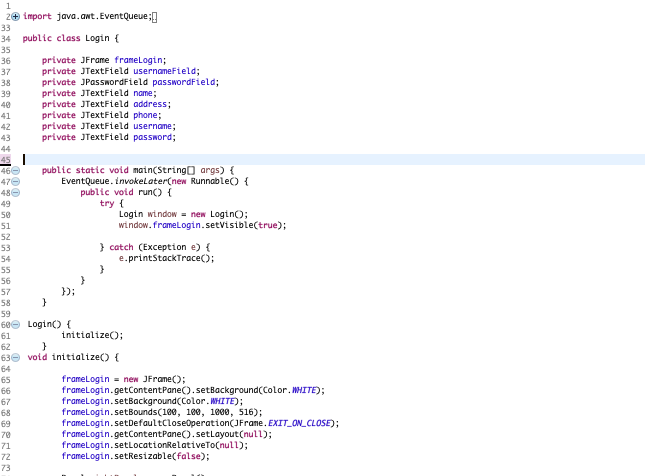 1
2 import java.awt.EventQueue;
33
34 public class Login {
35
36     private JFrame frameLogin;
37     private JTextField usernameField;
38     private JPasswordField passwordField;
39     private JTextField name;
40     private JTextField address;
41     private JTextField phone;
42     private JTextField username;
43     private JTextField password;
44
45
46     public static void main(String[] args) {
47         EventQueue.invokeLater(new Runnable() {
48             public void run() {
49                 try {
50                     Login window = new Login();
51                     window.frameLogin.setVisible(true);
52
53                 } catch (Exception e) {
54                     e.printStackTrace();
55                 }
56             }
57         });
58     }
59
60  Login() {
61         initialize();
62     }
63  void initialize() {
64
65         frameLogin = new JFrame();
66         frameLogin.getContentPane().setBackground(Color.WHITE);
67         frameLogin.setBackground(Color.WHITE);
68         frameLogin.setBounds(100, 100, 1000, 516);
69         frameLogin.setDefaultCloseOperation(JFrame.EXIT_ON_CLOSE);
70         frameLogin.getContentPane().setLayout(null);
71         frameLogin.setLocationRelativeTo(null);
72         frameLogin.setResizable(false);
73